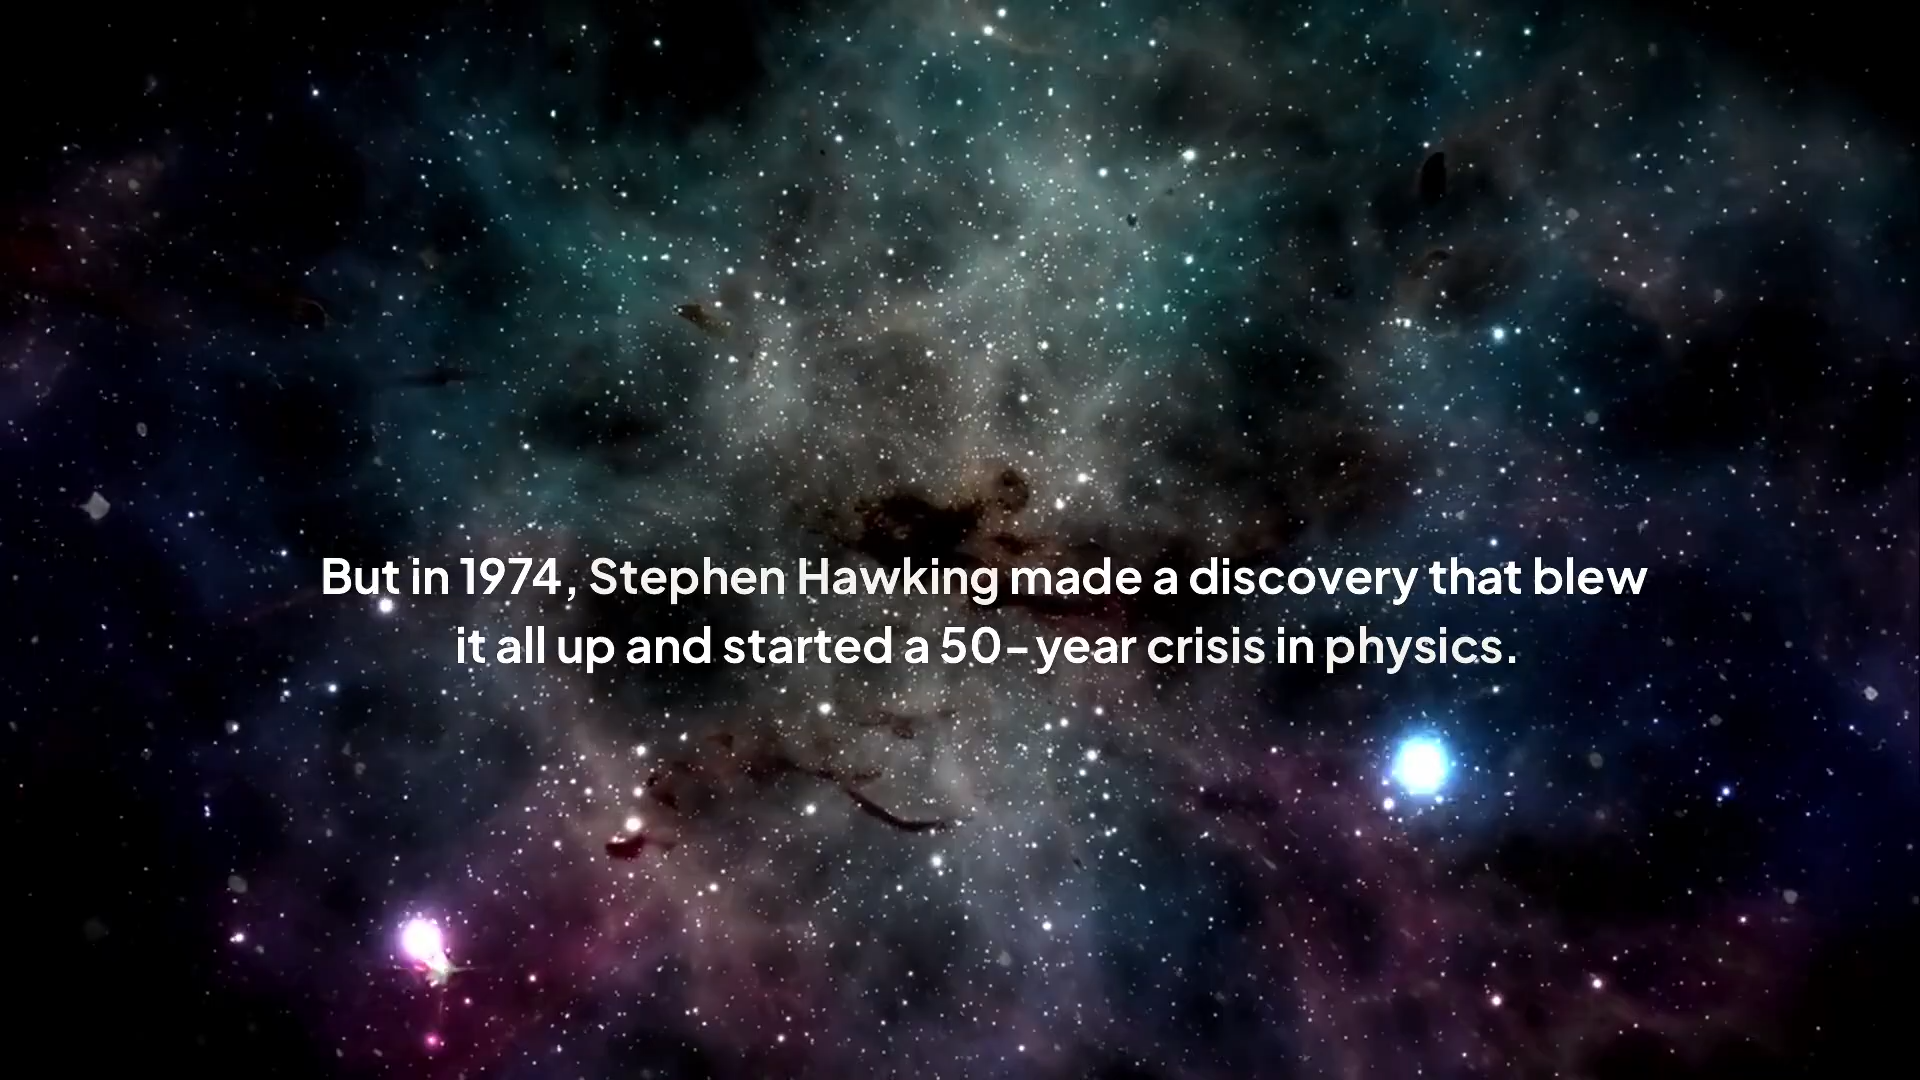 But in 1974, Stephen Hawking made a discovery that blew
it all up and started a 50-year crisis in physics.